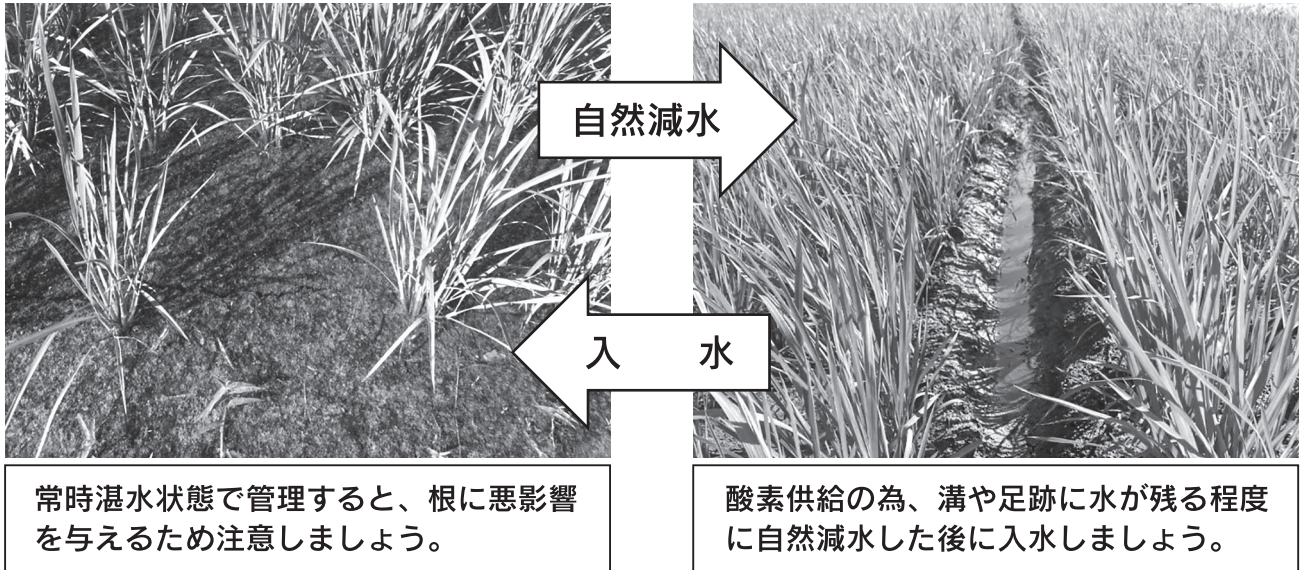 自然減水
入　水
常時湛水状態で管理すると、根に悪影響
を与えるため注意しましょう。
酸素供給の為、溝や足跡に水が残る程度
に自然減水した後に入水しましょう。